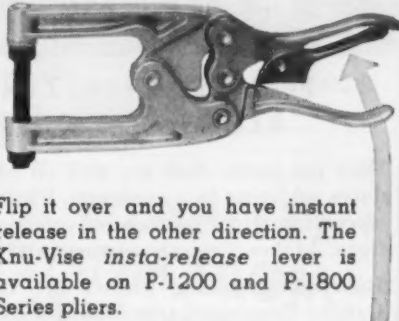 Flip it over and you have instant
release in the other direction. The
Knu-Vise insta-release lever is
available on P-1200 and P-1800
Series pliers.